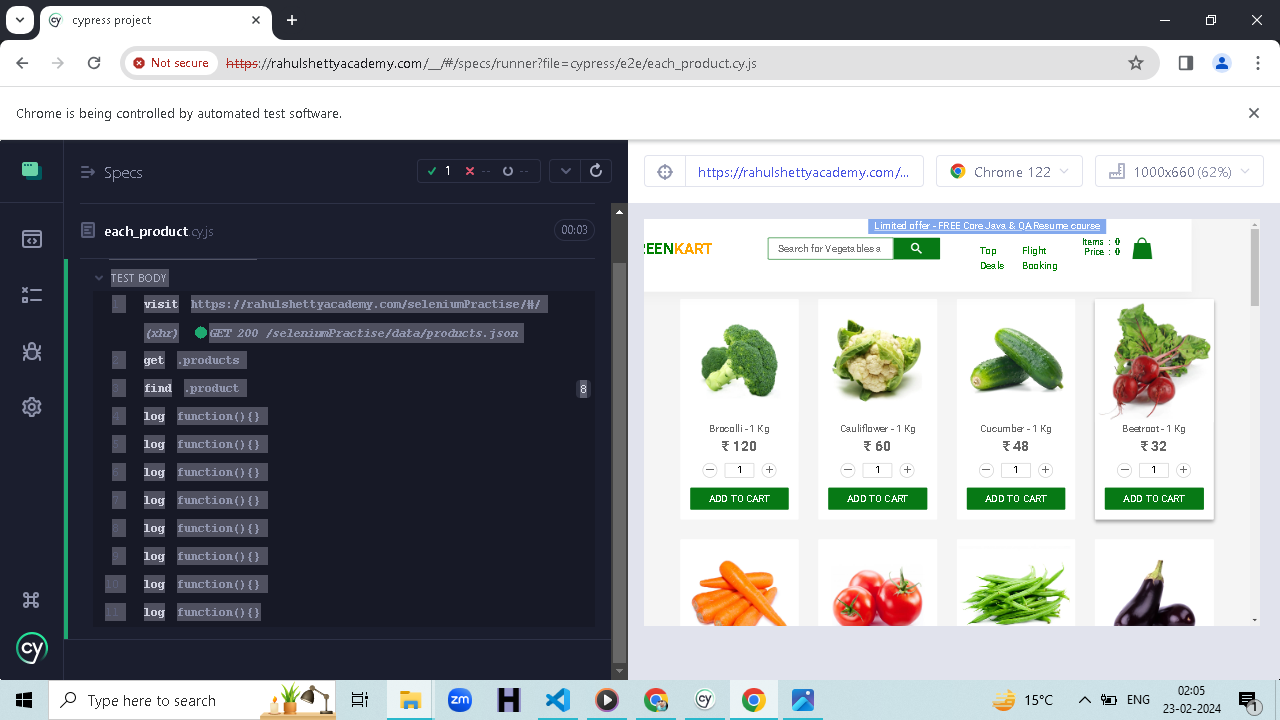 cypress project
Not secure
https://rahulshettyacademy.com/__/#/specs/runner?file=cypress/e2e/each_product.cy.js
Chrome is being controlled by automated test software.
Specs
1
--
--
each_product.cy.js
00:03
TEST BODY
1 visit https://rahulshettyacademy.com/seleniumPractise/#/
(xhr) GET 200 /seleniumPractise/data/products.json
2 get .products
3 find .product 8
4 log function(){}
5 log function(){}
6 log function(){}
7 log function(){}
8 log function(){}
9 log function(){}
10 log function(){}
11 log function(){}
cy
https://rahulshettyacademy.com/...
Chrome 122
1000x660 (62%)
Limited offer - FREE Core Java & QA Resume course
REENKART
Search for Vegetables a
Top Deals
Flight Booking
Items : 0
Price : 0
Brocolli - 1 Kg
₹ 120
1
ADD TO CART
Cauliflower - 1 Kg
₹ 60
1
ADD TO CART
Cucumber - 1 Kg
₹ 48
1
ADD TO CART
Beetroot - 1 Kg
₹ 32
1
ADD TO CART
Type here to search
zm
H
cy
15°C
ENG
02:05
23-02-2024
1